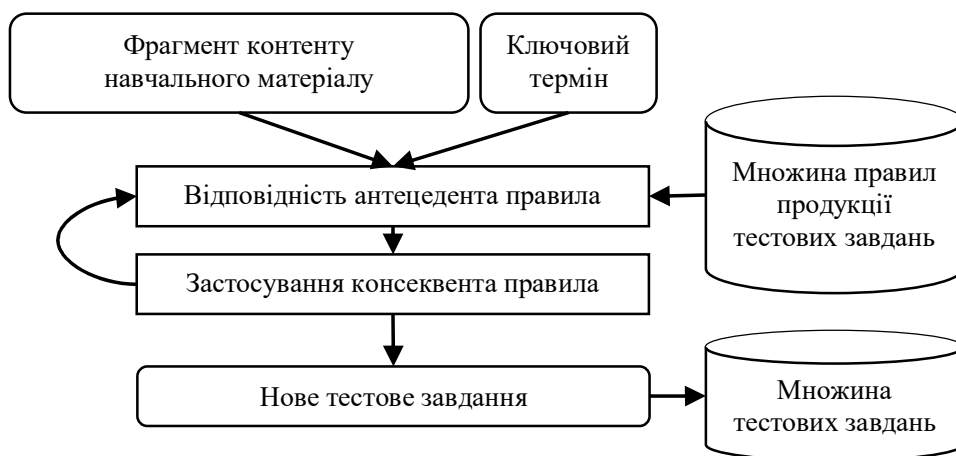 Фрагмент контенту
навчального матеріалу
Ключовий
термін
Відповідність антецедента правила
Множина правил
продукції
тестових завдань
Застосування консеквента правила
Нове тестове завдання
Множина
тестових завдань